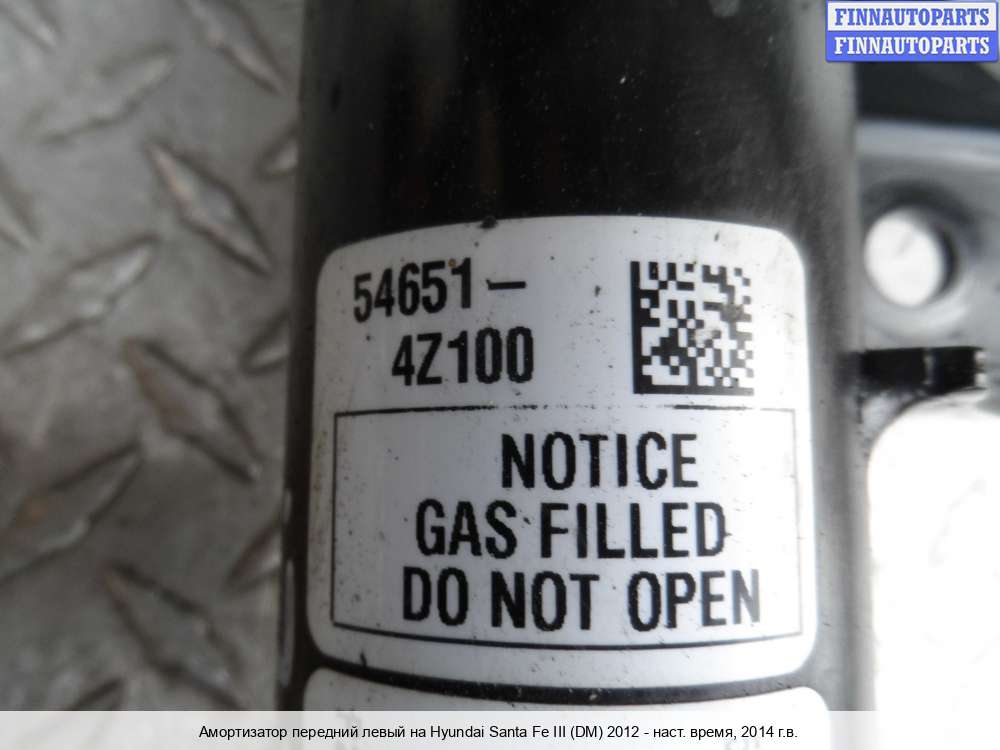 FINNAUTOPARTS
FINNAUTOPARTS
54651-
4Z100
NOTICE
GAS FILLED
DO NOT OPEN
Амортизатор передний левый на Hyundai Santa Fe III (DM) 2012 - наст. время, 2014 г.в.